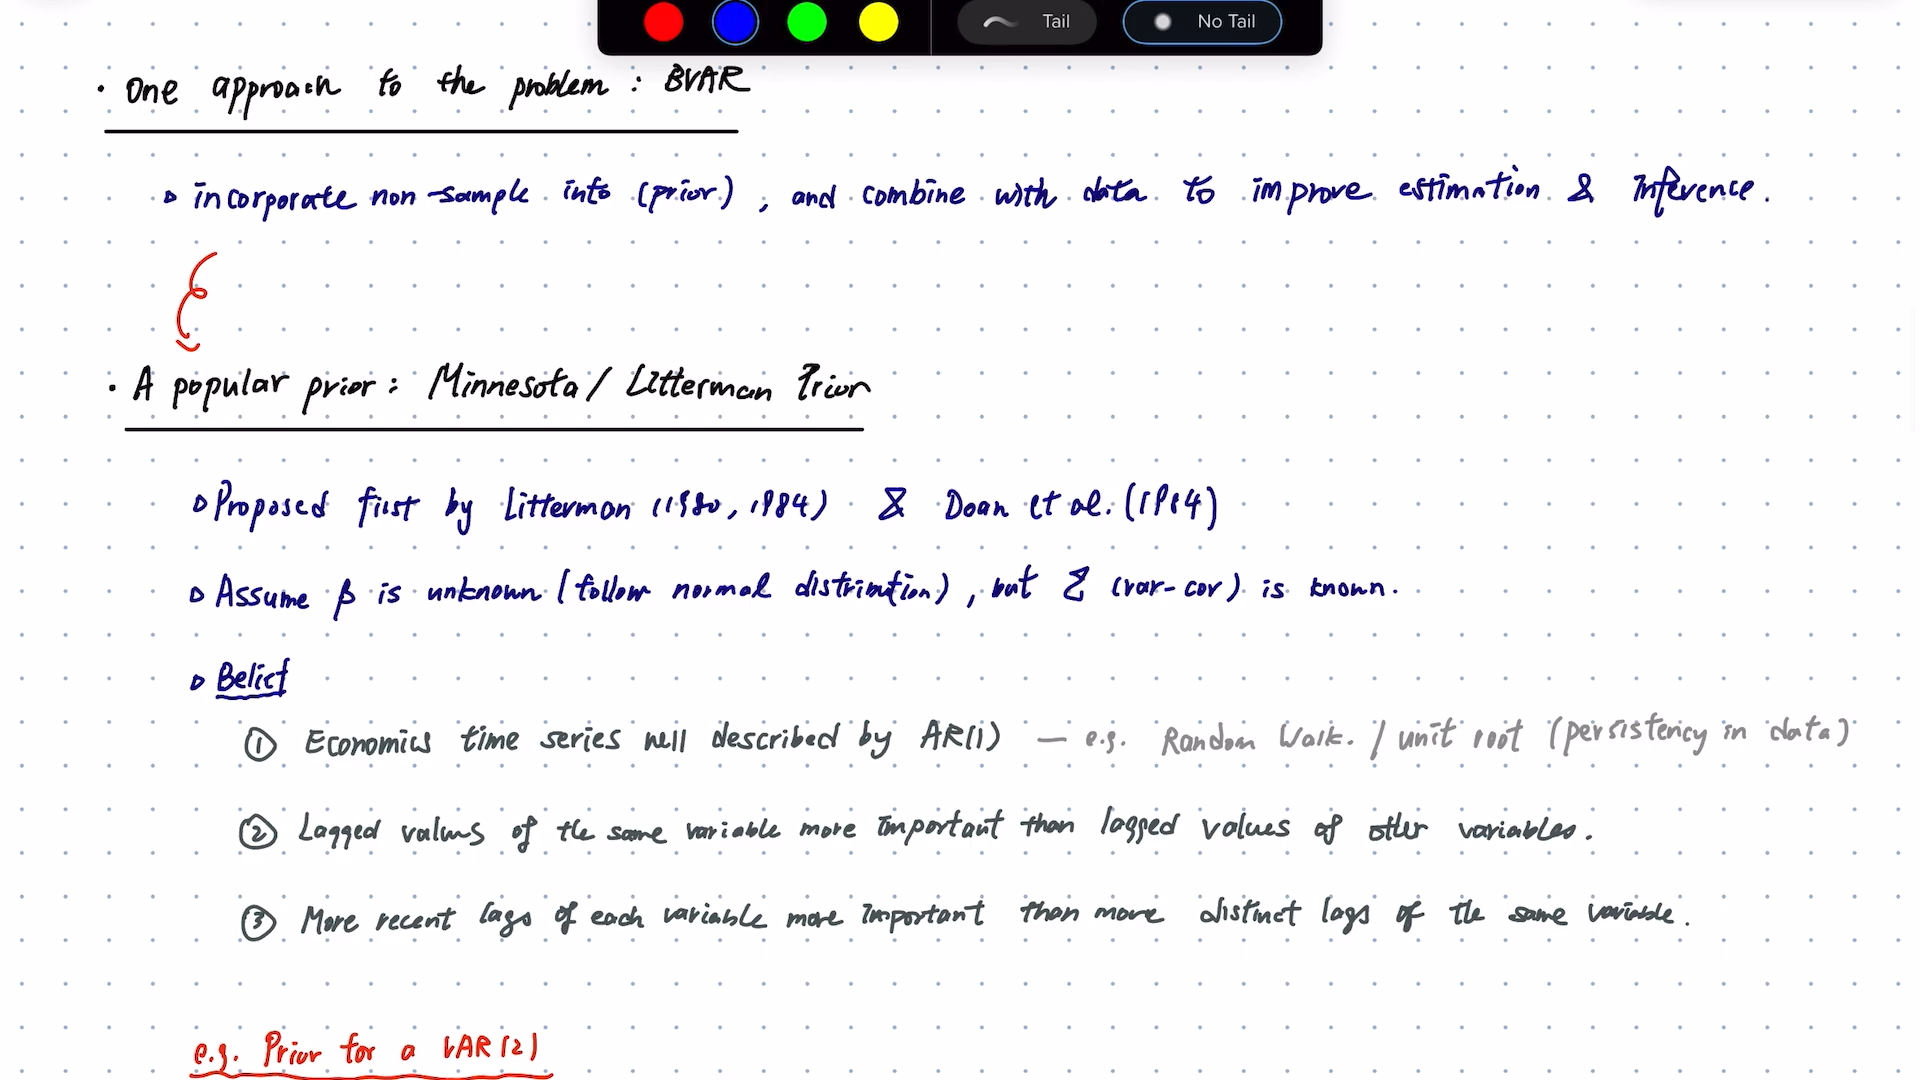 Tail No Tail
· One approach to the problem : BVAR
▹ incorporate non-sample info (prior) , and combine with data to improve estimation & Inference .
· A popular prior : Minnesota / Litterman Prior
▹ Proposed first by Litterman (1980, 1984) & Doan et al. (1984)
▹ Assume β is unknown (follow normal distribution) , but Σ (var-cov) is known .
▹ Belief
① Economics time series well described by AR(1) — e.g. Random Walk. / unit root (persistency in data)
② Lagged values of the same variable more important than lagged values of other variables .
③ More recent lags of each variable more Important than more distinct lags of the same variable .
e.g. Prior for a VAR(2)